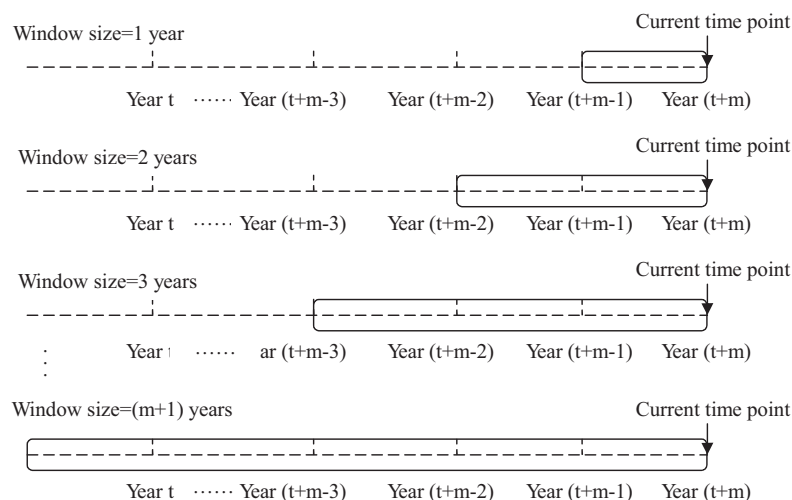 Current time point
Window size=1 year
Year t ...... Year (t+m-3) Year (t+m-2) Year (t+m-1) Year (t+m)
Current time point
Window size=2 years
Year t ...... Year (t+m-3) Year (t+m-2) Year (t+m-1) Year (t+m)
Current time point
Window size=3 years
Year ...... ar (t+m-3) Year (t+m-2) Year (t+m-1) Year (t+m)
Window size=(m+1) years Current time point
Year t ...... Year (t+m-3) Year (t+m-2) Year (t+m-1) Year (t+m)